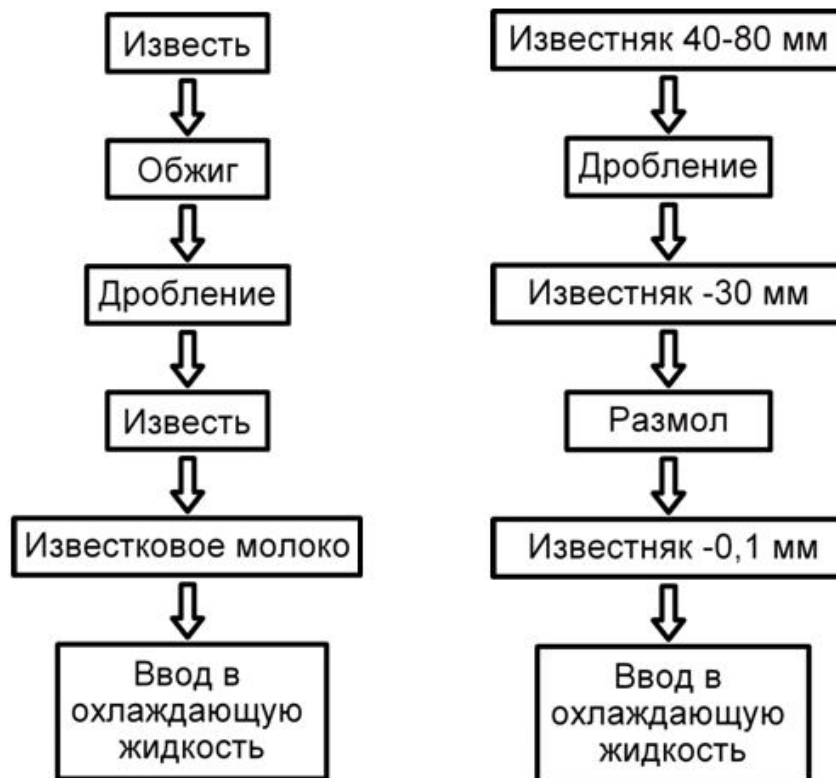 Известь
Обжиг
Дробление
Известь
Известковое молоко
Ввод в
охлаждающую
жидкость
Известняк 40-80 мм
Дробление
Известняк -30 мм
Размол
Известняк -0,1 мм
Ввод в
охлаждающую
жидкость